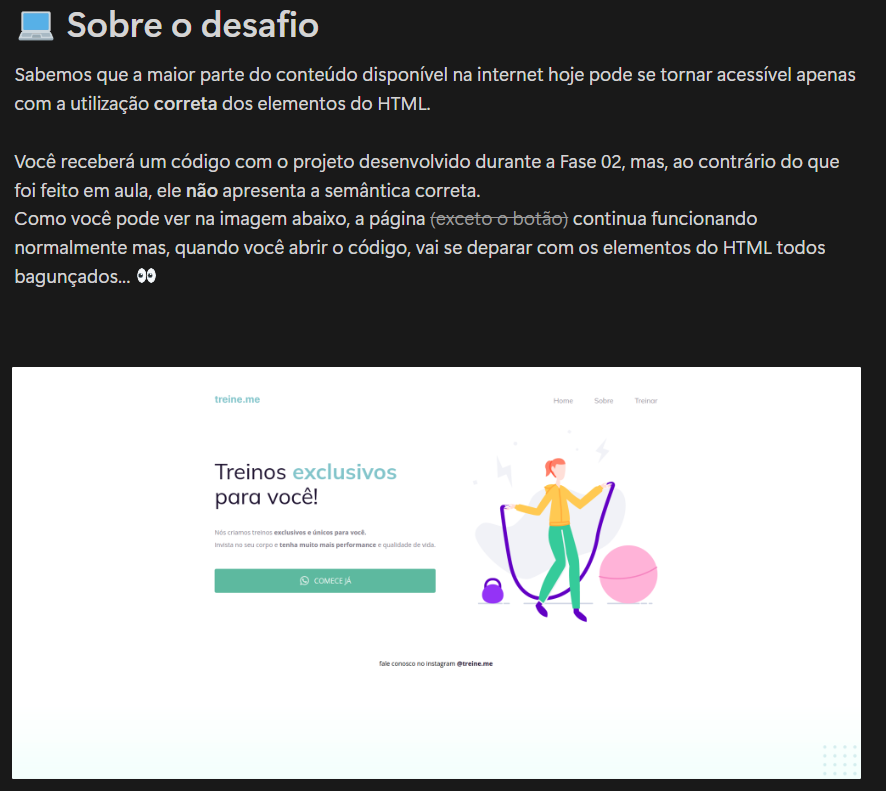 💻 Sobre o desafio
Sabemos que a maior parte do conteúdo disponível na internet hoje pode se tornar acessível apenas
com a utilização correta dos elementos do HTML.
Você receberá um código com o projeto desenvolvido durante a Fase 02, mas, ao contrário do que
foi feito em aula, ele não apresenta a semântica correta.
Como você pode ver na imagem abaixo, a página (exceto o botão) continua funcionando
normalmente mas, quando você abrir o código, vai se deparar com os elementos do HTML todos
bagunçados... 👀
treine.me
Home Sobre Treinar
Treinos exclusivos
para você!
Nós criamos treinos exclusivos e únicos para você.
Invista no seu corpo e tenha muito mais performance e qualidade de vida.
COMECE JÁ
fale conosco no instagram @treine.me